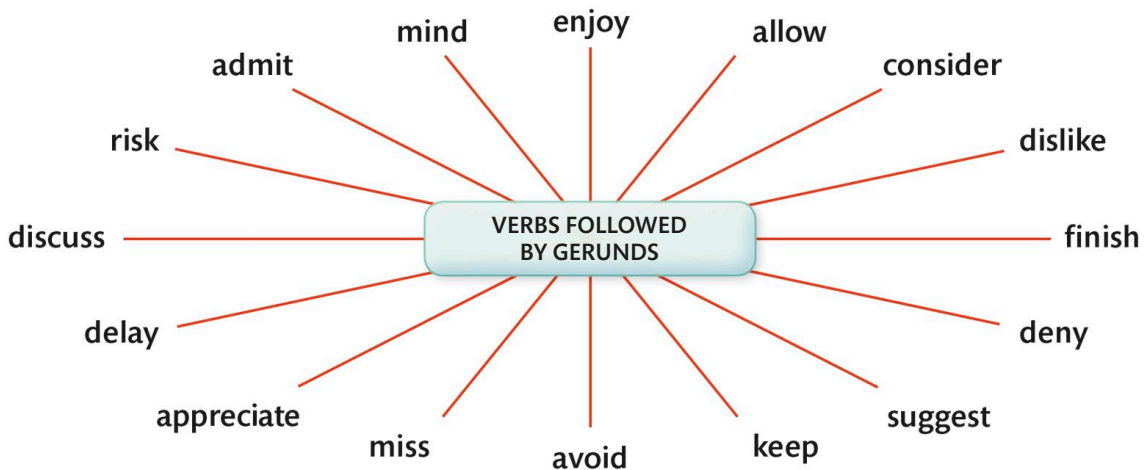 enjoy
mind
allow
admit
consider
risk
dislike
VERBS FOLLOWED
BY GERUNDS
discuss
finish
delay
deny
appreciate
suggest
miss
keep
avoid